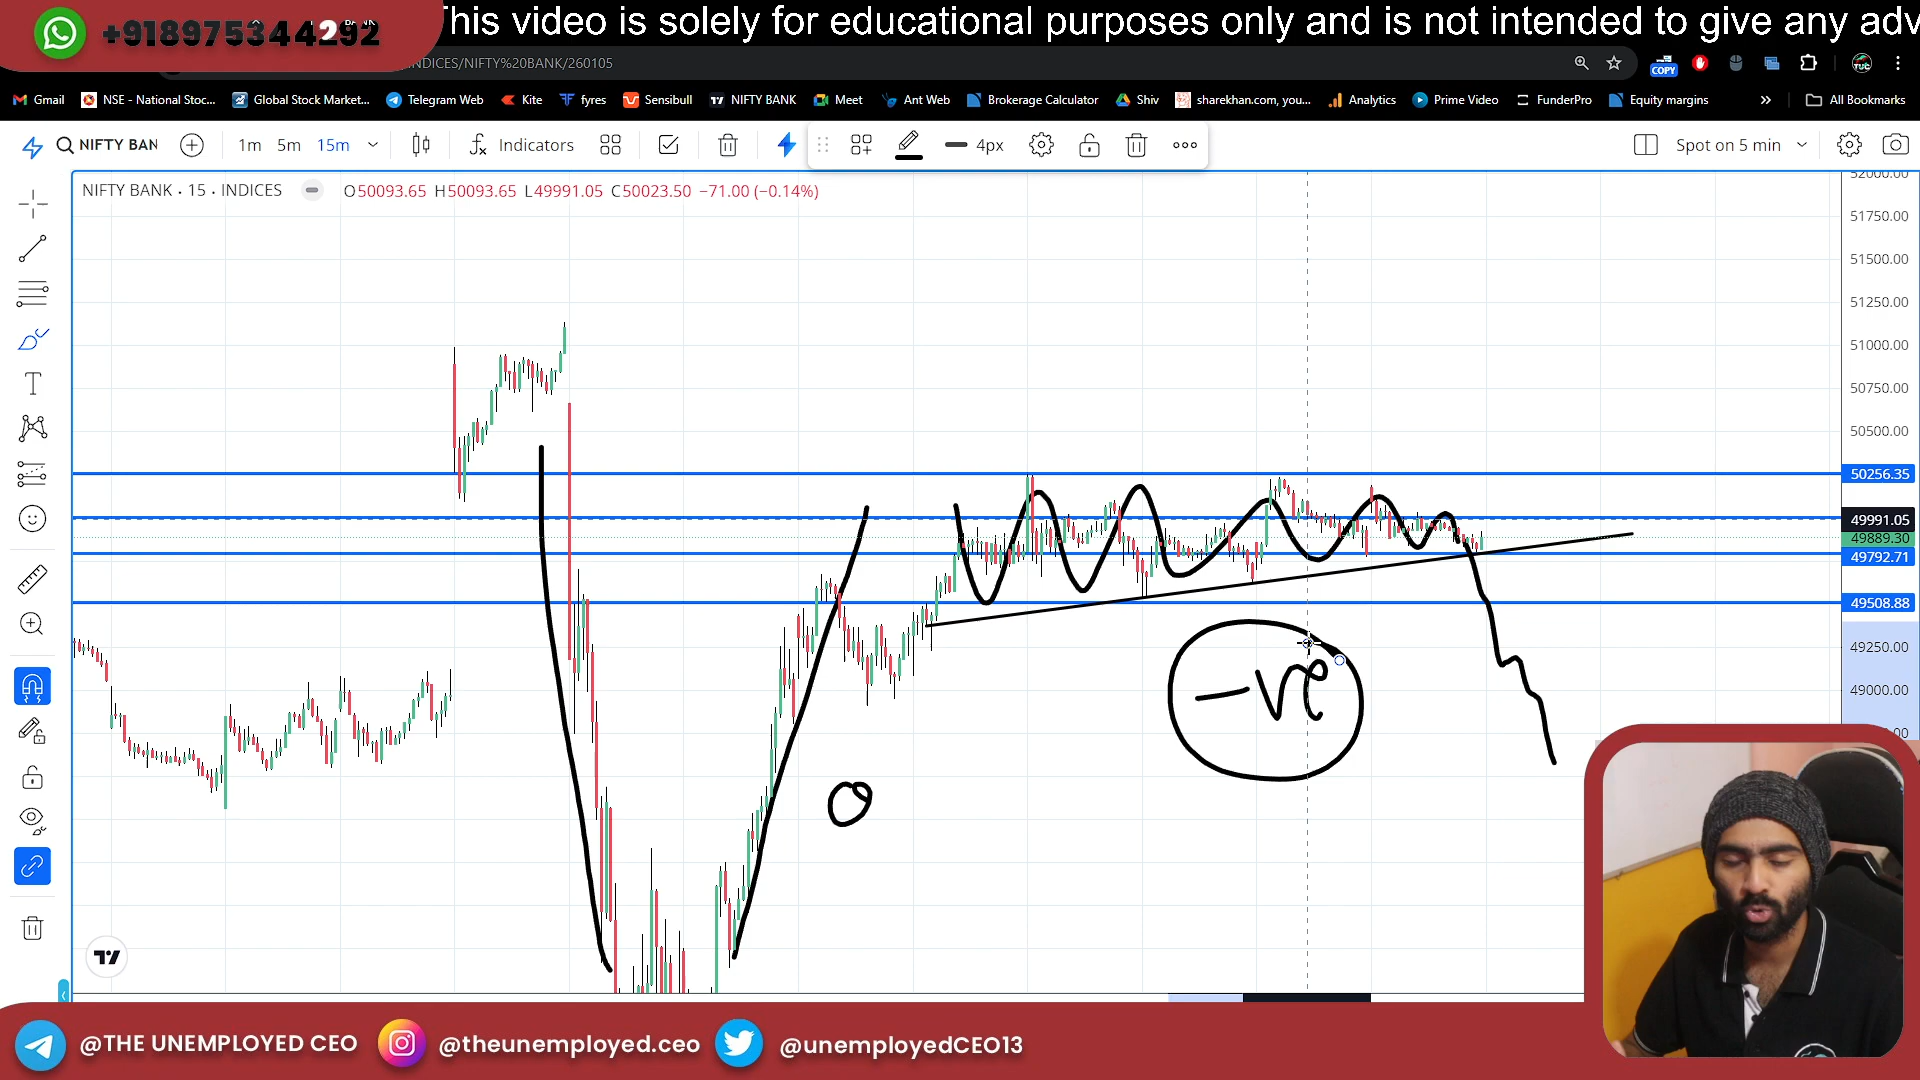 +918975344292
BANK
This video is solely for educational purposes only and is not intended to give any adv
NDICES/NIFTY%20BANK/260105
COPY
TUC
Gmail
NSE - National Stoc...
Global Stock Market...
Telegram Web
Kite
fyres
Sensibull
NIFTY BANK
Meet
Ant Web
Brokerage Calculator
Shiv
sharekhan.com, you...
Analytics
Prime Video
FunderPro
Equity margins
All Bookmarks
NIFTY BAN
1m 5m 15m
Indicators
4px
Spot on 5 min
NIFTY BANK · 15 · INDICES
O50093.65 H50093.65 L49991.05 C50023.50 −71.00 (−0.14%)
52000.00
51750.00
51500.00
51250.00
51000.00
50750.00
50500.00
50256.35
49991.05
49889.30
49792.71
49508.88
49250.00
49000.00
-ve
@THE UNEMPLOYED CEO
@theunemployed.ceo
@unemployedCEO13